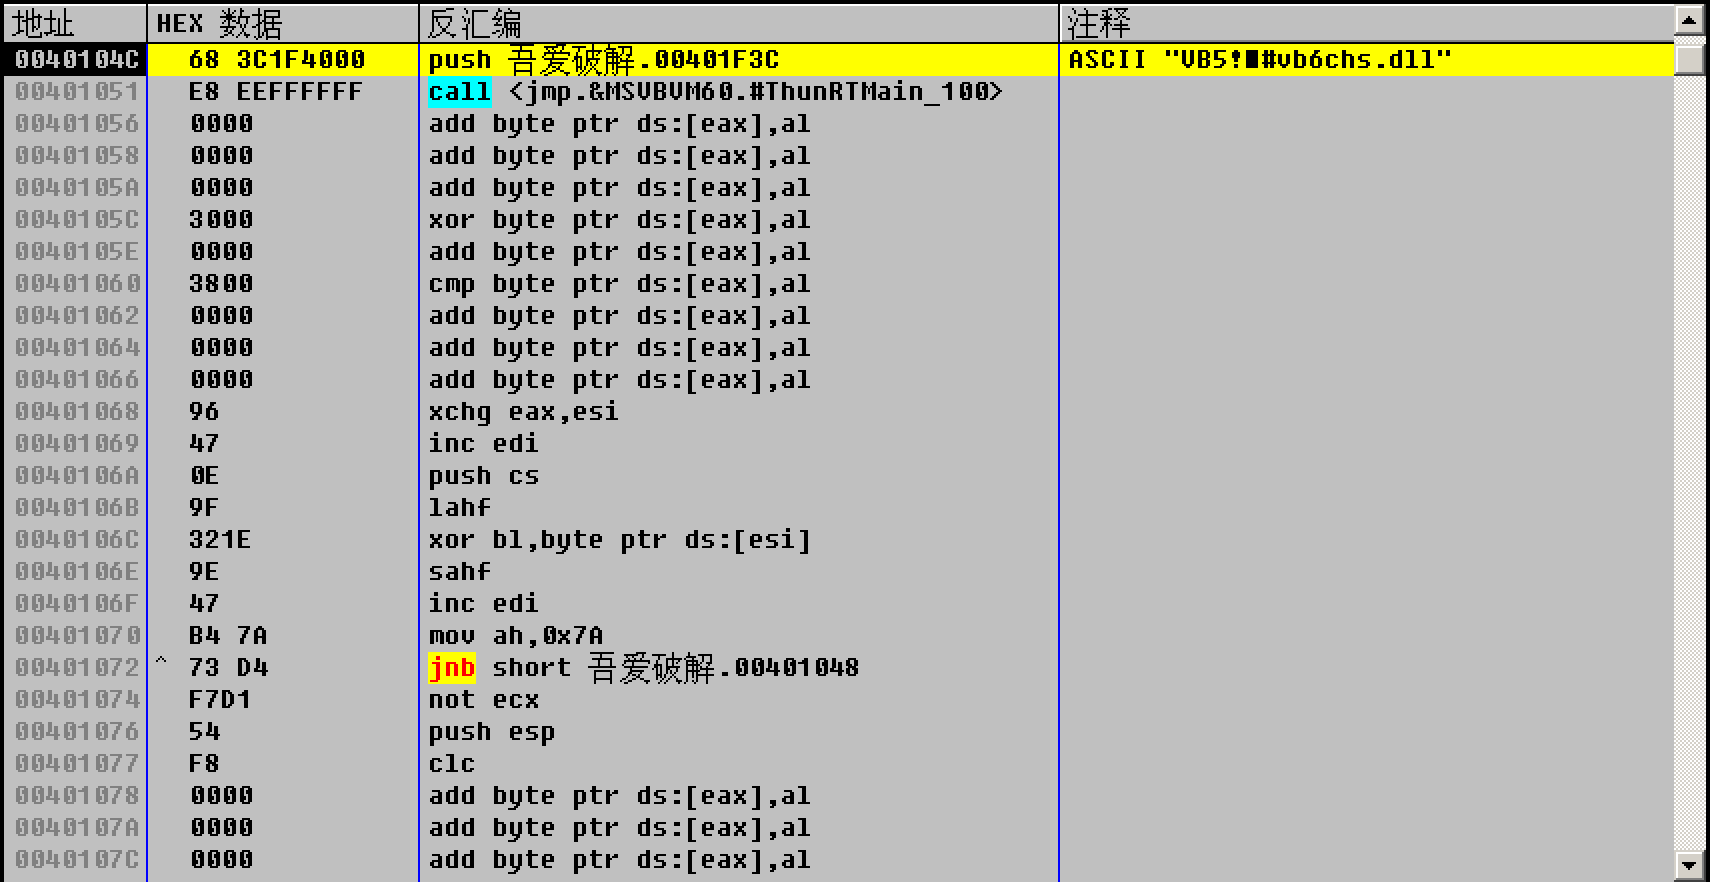 地址 HEX 数据 反汇编 注释
0040104C 68 3C1F4000 push 吾爱破解.00401F3C ASCII "VB5!█#vb6chs.dll"
00401051 E8 EEFFFFFF call <jmp.&MSVBVM60.#ThunRTMain_100>
00401056 0000 add byte ptr ds:[eax],al
00401058 0000 add byte ptr ds:[eax],al
0040105A 0000 add byte ptr ds:[eax],al
0040105C 3000 xor byte ptr ds:[eax],al
0040105E 0000 add byte ptr ds:[eax],al
00401060 3800 cmp byte ptr ds:[eax],al
00401062 0000 add byte ptr ds:[eax],al
00401064 0000 add byte ptr ds:[eax],al
00401066 0000 add byte ptr ds:[eax],al
00401068 96 xchg eax,esi
00401069 47 inc edi
0040106A 0E push cs
0040106B 9F lahf
0040106C 321E xor bl,byte ptr ds:[esi]
0040106E 9E sahf
0040106F 47 inc edi
00401070 B4 7A mov ah,0x7A
00401072 ^ 73 D4 jnb short 吾爱破解.00401048
00401074 F7D1 not ecx
00401076 54 push esp
00401077 F8 clc
00401078 0000 add byte ptr ds:[eax],al
0040107A 0000 add byte ptr ds:[eax],al
0040107C 0000 add byte ptr ds:[eax],al